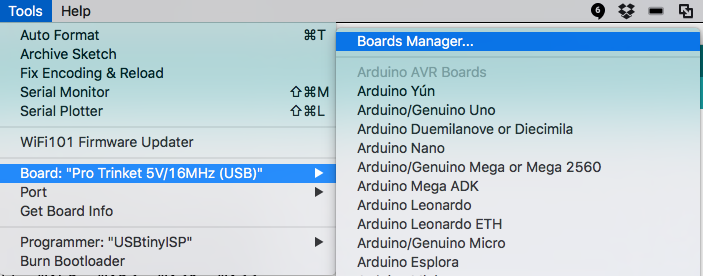 Tools Help
Auto Format ⌘T
Archive Sketch
Fix Encoding & Reload
Serial Monitor ⇧⌘M
Serial Plotter ⇧⌘L
WiFi101 Firmware Updater
Board: "Pro Trinket 5V/16MHz (USB)"
Port
Get Board Info
Programmer: "USBtinyISP"
Burn Bootloader
6
Boards Manager...
Arduino AVR Boards
Arduino Yún
Arduino/Genuino Uno
Arduino Duemilanove or Diecimila
Arduino Nano
Arduino/Genuino Mega or Mega 2560
Arduino Mega ADK
Arduino Leonardo
Arduino Leonardo ETH
Arduino/Genuino Micro
Arduino Esplora